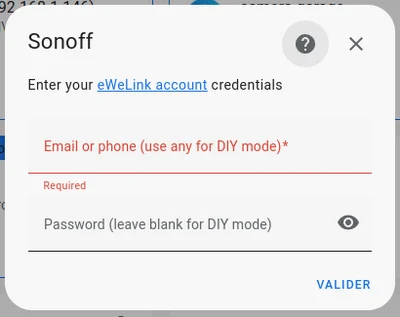 92.168.1.146)
camera garage
Sonoff
Enter your eWeLink account credentials
Email or phone (use any for DIY mode)*
Required
Password (leave blank for DIY mode)
VALIDER